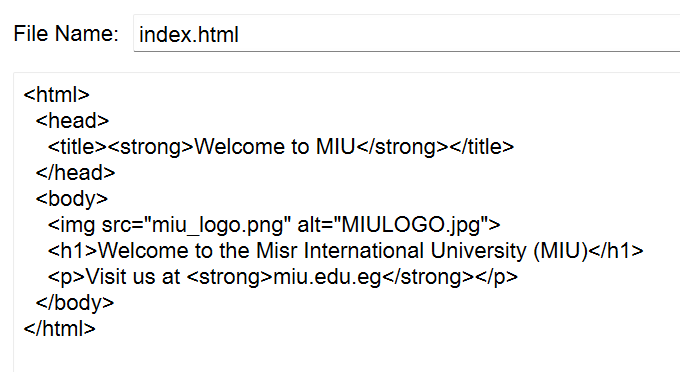 File Name: index.html
<html>
<head>
<title><strong>Welcome to MIU</strong></title>
</head>
<body>
<img src="miu_logo.png" alt="MIULOGO.jpg">
<h1>Welcome to the Misr International University (MIU)</h1>
<p>Visit us at <strong>miu.edu.eg</strong></p>
</body>
</html>